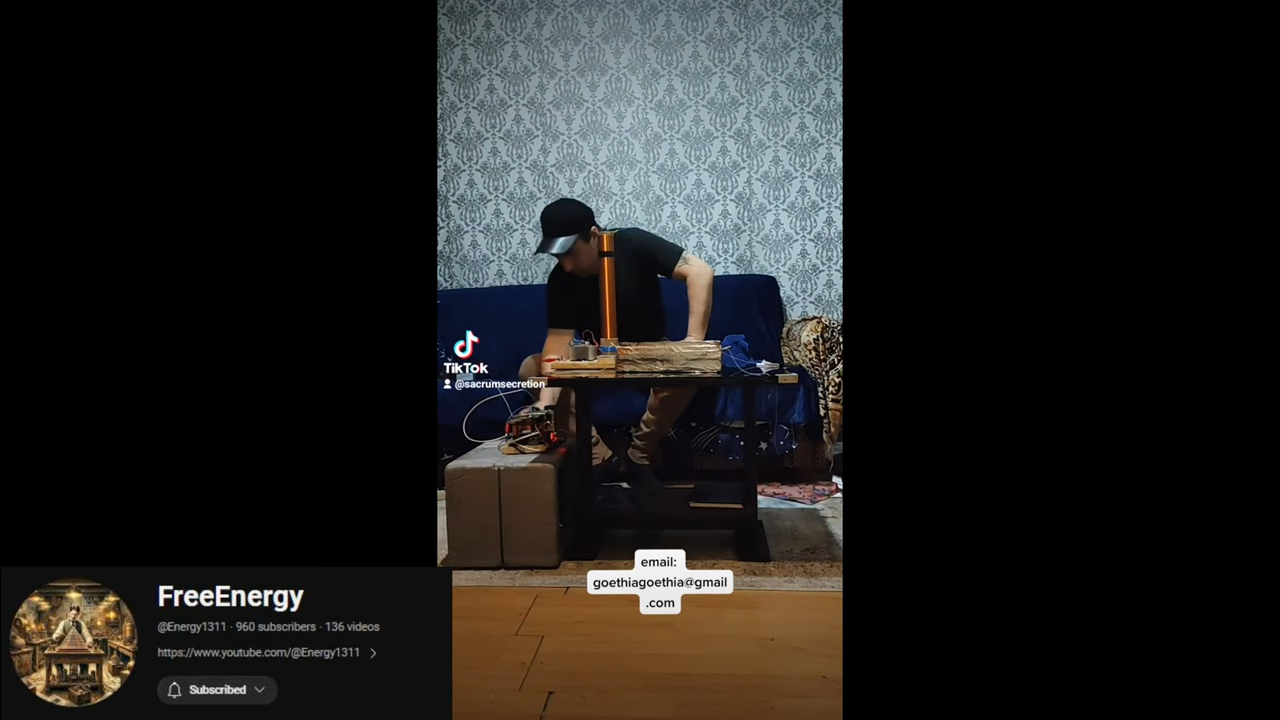 TikTok
@sacrumsecretion
email:
goethiagoethia@gmail
.com
FreeEnergy
@Energy1311 · 960 subscribers · 136 videos
https://www.youtube.com/@Energy1311
Subscribed